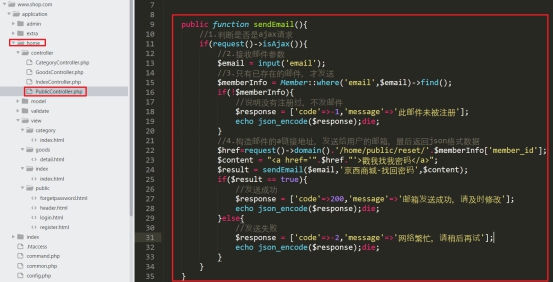 www.shop.com
application
admin
extra
home
controller
CategoryController.php
GoodsController.php
IndexController.php
PublicController.php
model
validate
view
category
index.html
goods
detail.html
index
index.html
public
forgetpassword.html
header.html
login.html
register.html
index
.htaccess
command.php
common.php
config.php
7
8
9 public function sendEmail(){
10 //1.判断是否是ajax请求
11 if(request()->isAjax()){
12 //2.接收邮件参数
13 $email = input('email');
14 //3.只有已存在的邮件，才发送
15 $memberInfo = Member::where('email',$email)->find();
16 if(!$memberInfo){
17 //说明没有注册过，不发邮件
18 $response = ['code'=>-1,'message'=>'此邮件未被注册'];
19 echo json_encode($response);die;
20 }
21 //4.构造邮件的a链接地址，发送给用户的邮箱，最后返回json格式数据
22 $href=request()->domain().'/home/public/reset/'.$memberInfo['member_id'];
23 $content = "<a href='".$href."'>戳我找我密码</a>";
24 $result = sendEmail($email,'京西商城-找回密码',$content);
25 if($result == true){
26 //发送成功
27 $response = ['code'=>200,'message'=>'邮箱发送成功，请及时修改'];
28 echo json_encode($response);die;
29 }else{
30 //发送失败
31 $response = ['code'=>-2,'message'=>'网络繁忙，请稍后再试'];
32 echo json_encode($response);die;
33 }
34 }
35 }